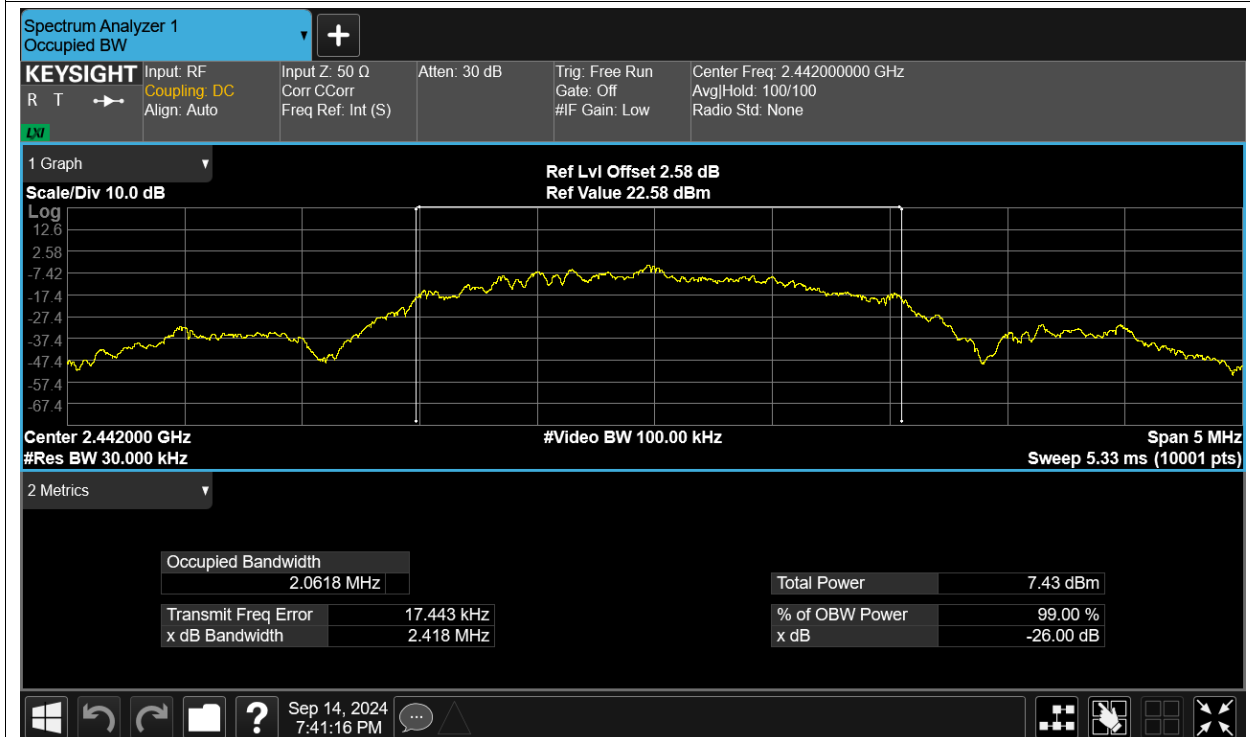 Spectrum Analyzer 1
Occupied BW
+
KEYSIGHT
R T
LXI
Input: RF
Coupling: DC
Align: Auto
Input Z: 50 Ω
Corr CCorr
Freq Ref: Int (S)
Atten: 30 dB
Trig: Free Run
Gate: Off
#IF Gain: Low
Center Freq: 2.442000000 GHz
Avg|Hold: 100/100
Radio Std: None
1 Graph
Scale/Div 10.0 dB
Ref Lvl Offset 2.58 dB
Ref Value 22.58 dBm
Log
12.6
2.58
-7.42
-17.4
-27.4
-37.4
-47.4
-57.4
-67.4
Center 2.442000 GHz
#Video BW 100.00 kHz
Span 5 MHz
#Res BW 30.000 kHz
Sweep 5.33 ms (10001 pts)
2 Metrics
Occupied Bandwidth
2.0618 MHz
Total Power 7.43 dBm
Transmit Freq Error 17.443 kHz
% of OBW Power 99.00 %
x dB Bandwidth 2.418 MHz
x dB -26.00 dB
?
Sep 14, 2024
7:41:16 PM